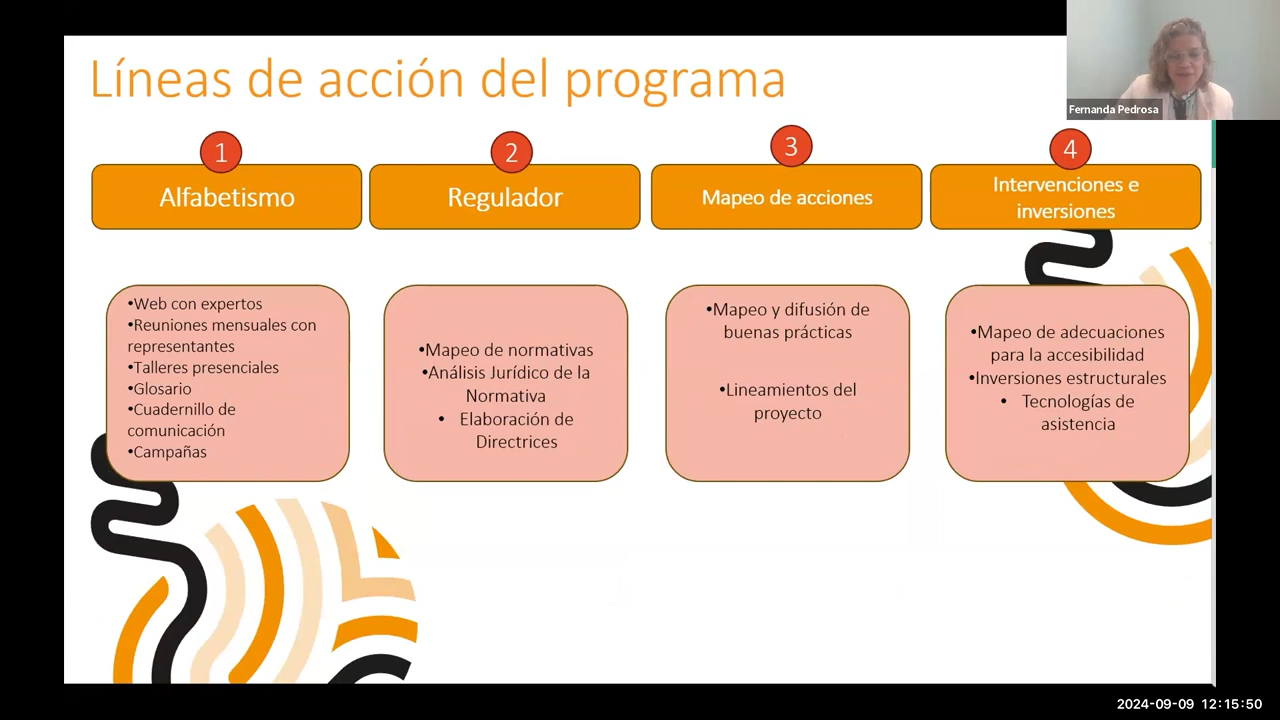 Líneas de acción del programa
Fernanda Pedrosa
1
Alfabetismo
•Web con expertos
•Reuniones mensuales con
representantes
•Talleres presenciales
•Glosario
•Cuadernillo de
comunicación
•Campañas
2
Regulador
•Mapeo de normativas
•Análisis Jurídico de la
Normativa
• Elaboración de
Directrices
3
Mapeo de acciones
•Mapeo y difusión de
buenas prácticas
•Lineamientos del
proyecto
4
Intervenciones e
inversiones
•Mapeo de adecuaciones
para la accesibilidad
•Inversiones estructurales
• Tecnologías de
asistencia
2024-09-09 12:15:50